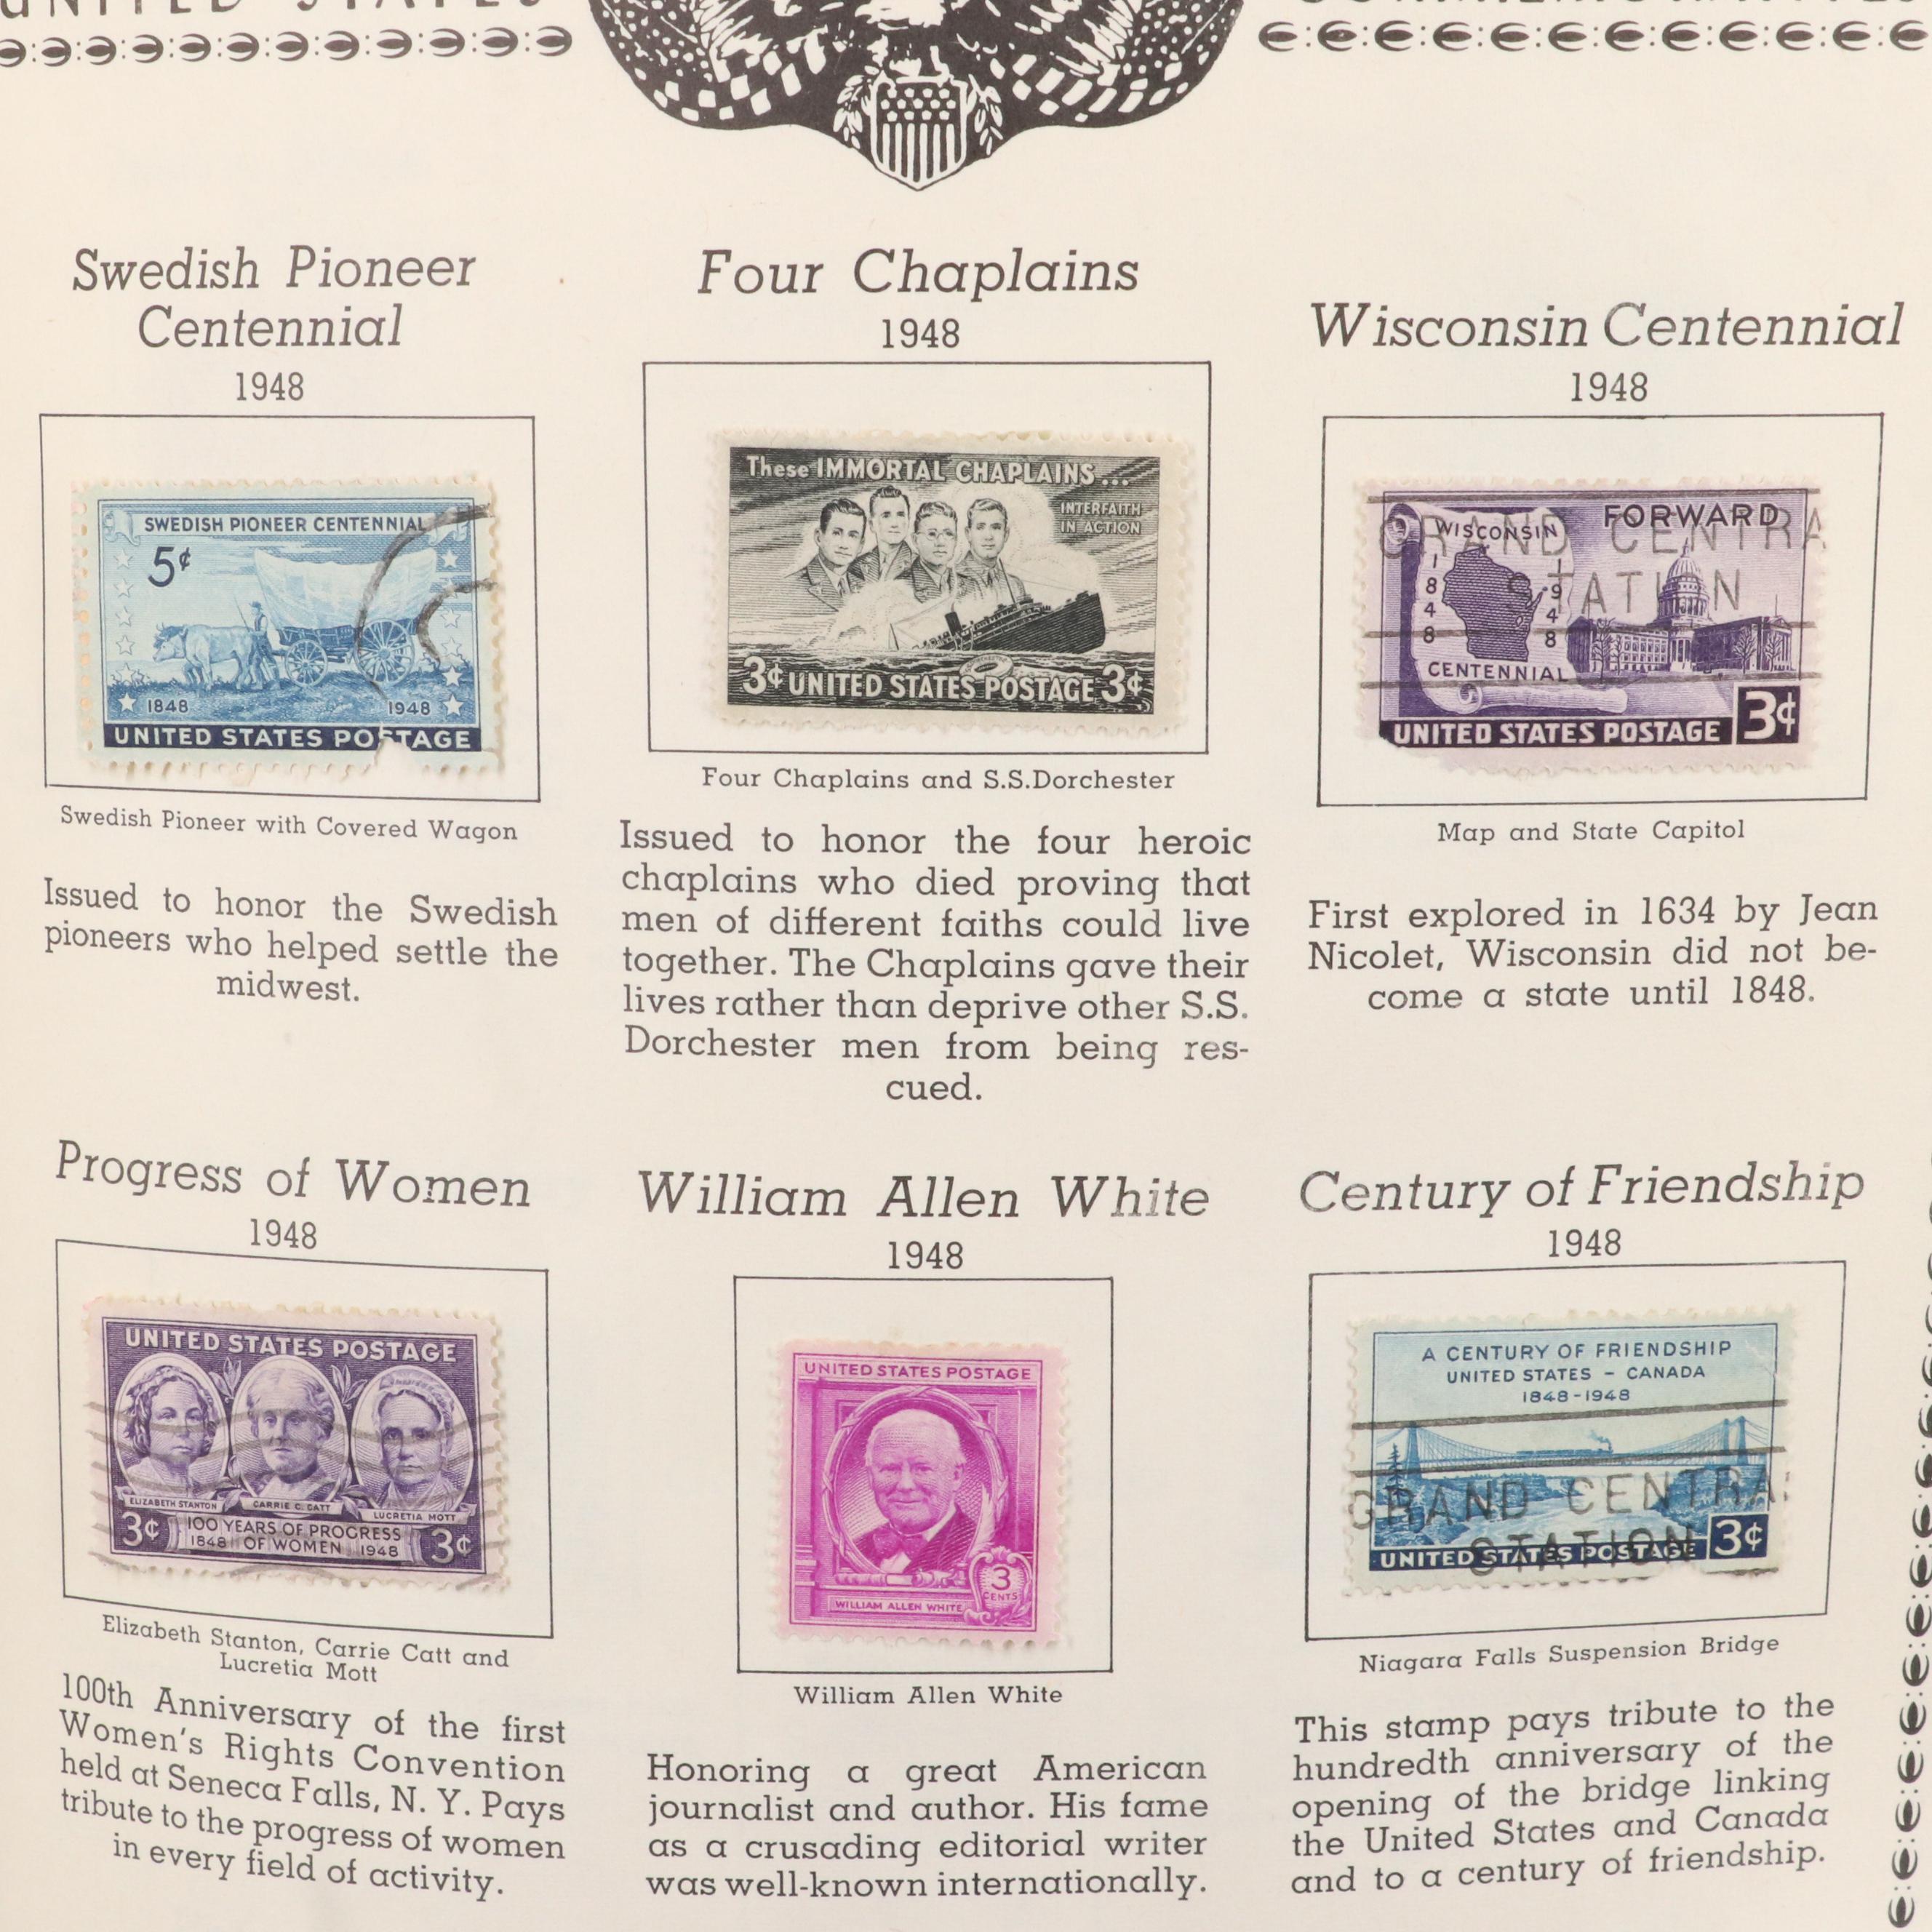 UNITED STATES
Swedish Pioneer
Centennial
1948
SWEDISH PIONEER CENTENNIAL
5¢
1848 1948
UNITED STATES POSTAGE
Swedish Pioneer with Covered Wagon
Issued to honor the Swedish
pioneers who helped settle the
midwest.
Four Chaplains
1948
These IMMORTAL CHAPLAINS...
INTERFAITH
IN ACTION
3¢ UNITED STATES POSTAGE 3¢
Four Chaplains and S.S.Dorchester
Issued to honor the four heroic
chaplains who died proving that
men of different faiths could live
together. The Chaplains gave their
lives rather than deprive other S.S.
Dorchester men from being res-
cued.
Wisconsin Centennial
1948
FORWARD
WISCONSIN
1848
1948
CENTENNIAL
UNITED STATES POSTAGE 3¢
GRAND CENTRA
STATION
Map and State Capitol
First explored in 1634 by Jean
Nicolet, Wisconsin did not be-
come a state until 1848.
Progress of Women
1948
UNITED STATES POSTAGE
ELIZABETH STANTON CARRIE C. CATT LUCRETIA MOTT
3¢ 100 YEARS OF PROGRESS 3¢
1848 OF WOMEN 1948
Elizabeth Stanton, Carrie Catt and
Lucretia Mott
100th Anniversary of the first
Women's Rights Convention
held at Seneca Falls, N. Y. Pays
tribute to the progress of women
in every field of activity.
William Allen White
1948
UNITED STATES POSTAGE
3
CENTS
WILLIAM ALLEN WHITE
William Allen White
Honoring a great American
journalist and author. His fame
as a crusading editorial writer
was well-known internationally.
Century of Friendship
1948
A CENTURY OF FRIENDSHIP
UNITED STATES - CANADA
1848-1948
GRAND CENTRA
STATION
UNITED STATES POSTAGE 3¢
Niagara Falls Suspension Bridge
This stamp pays tribute to the
hundredth anniversary of the
opening of the bridge linking
the United States and Canada
and to a century of friendship.